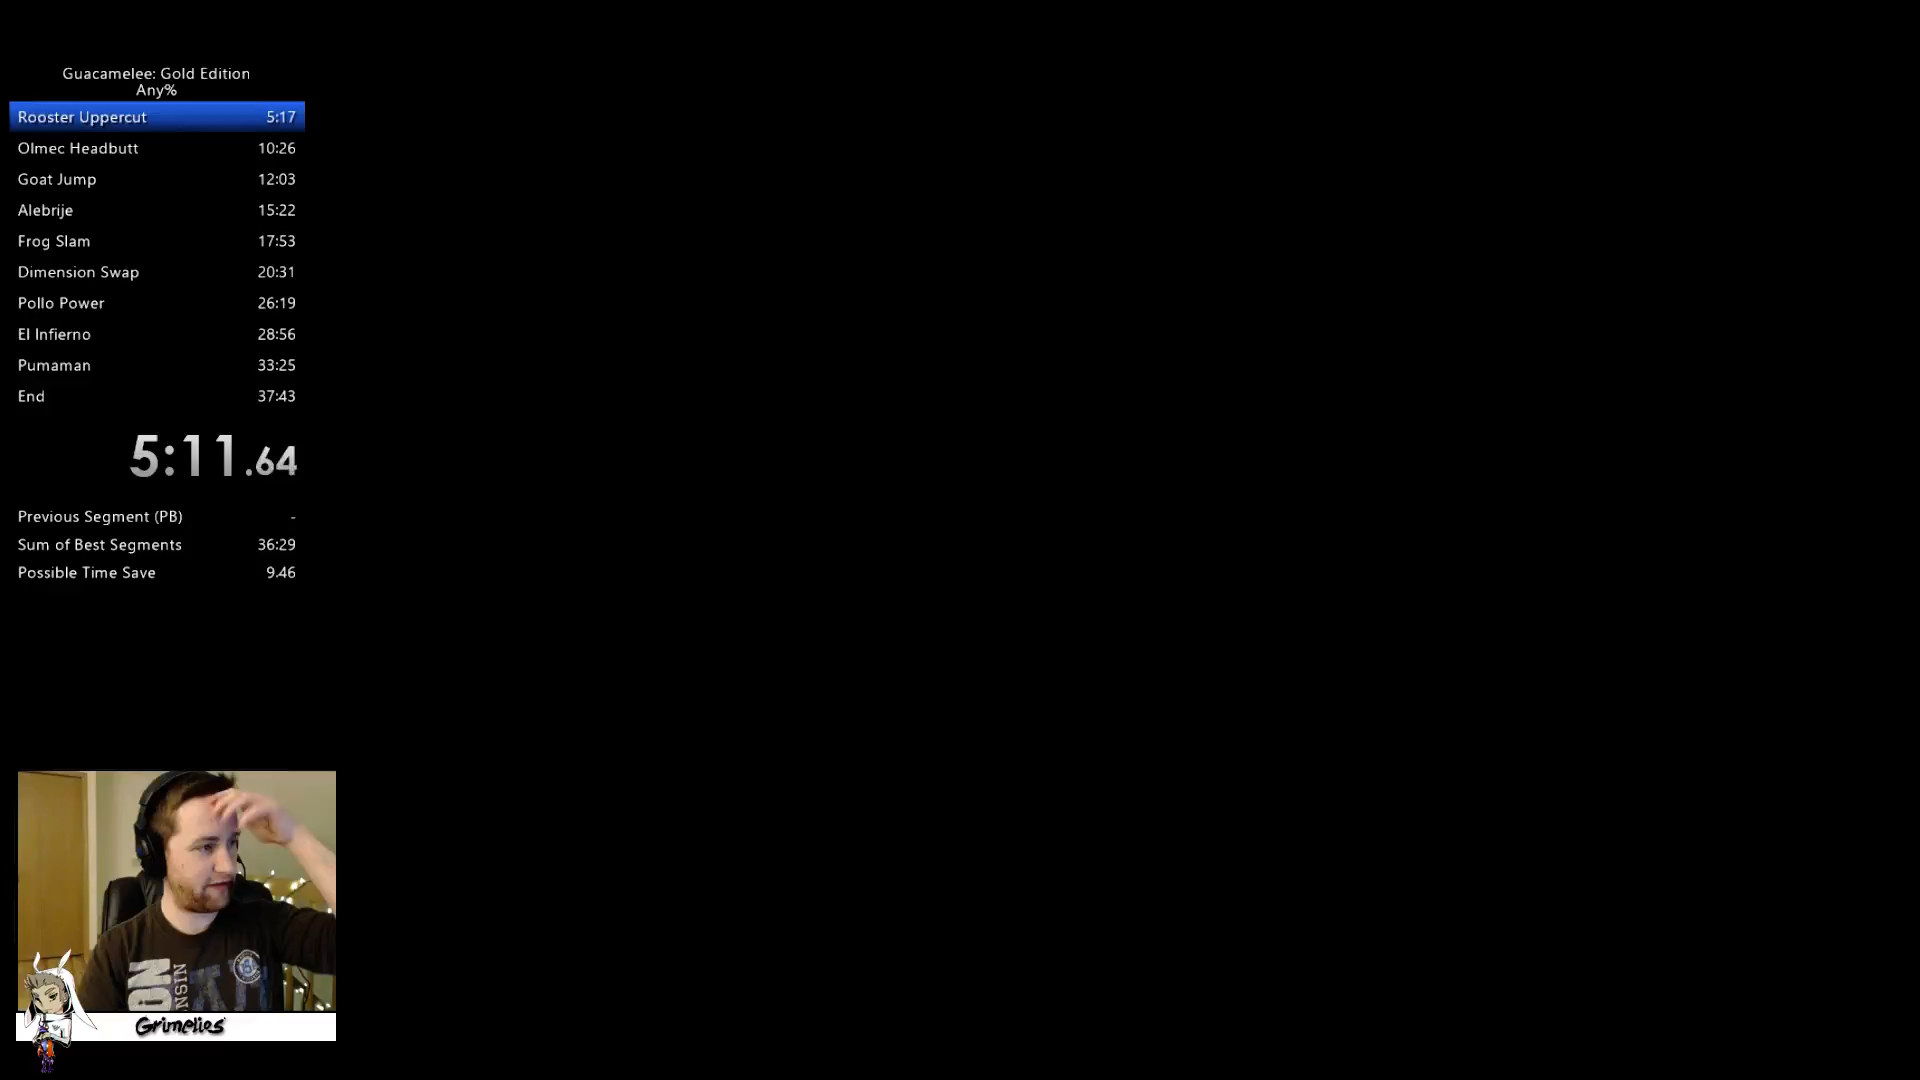 Guacamelee: Gold Edition
Any%
Rooster Uppercut 5:17
Olmec Headbutt 10:26
Goat Jump 12:03
Alebrije 15:22
Frog Slam 17:53
Dimension Swap 20:31
Pollo Power 26:19
El Infierno 28:56
Pumaman 33:25
End 37:43
5:11.64
Previous Segment (PB) -
Sum of Best Segments 36:29
Possible Time Save 9.46
Grimelies